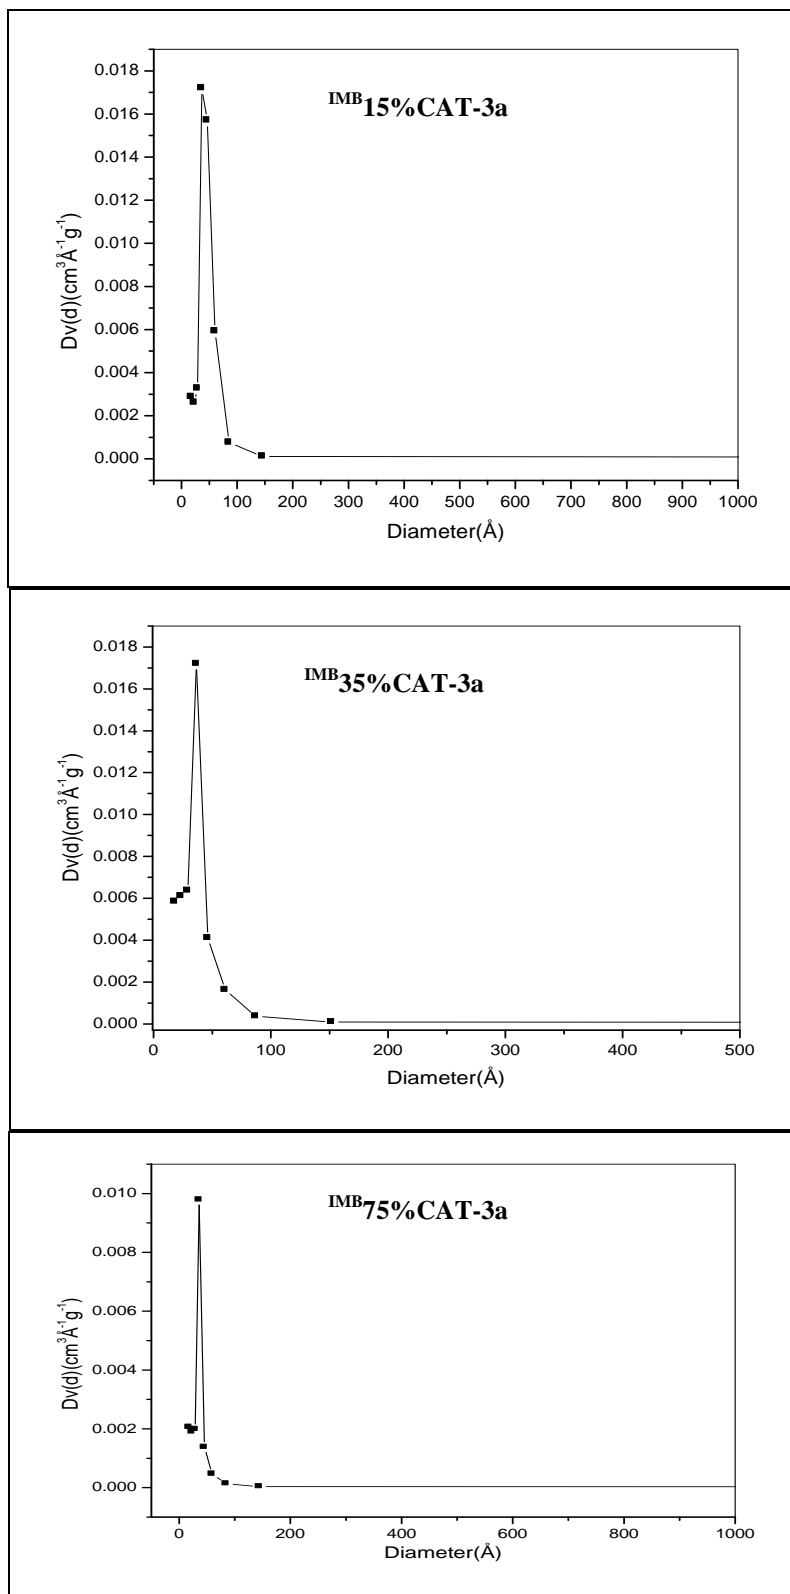 IMB15%CAT-3a
0.018
0.016
0.014
0.012
0.010
0.008
0.006
0.004
0.002
0.000
Dv(d)(cm³Å⁻¹g⁻¹)
0 100 200 300 400 500 600 700 800 900 1000
Diameter(Å)
IMB35%CAT-3a
0.018
0.016
0.014
0.012
0.010
0.008
0.006
0.004
0.002
0.000
Dv(d)(cm³Å⁻¹g⁻¹)
0 100 200 300 400 500
Diameter(Å)
IMB75%CAT-3a
0.010
0.008
0.006
0.004
0.002
0.000
Dv(d)(cm³Å⁻¹g⁻¹)
0 200 400 600 800 1000
Diameter(Å)